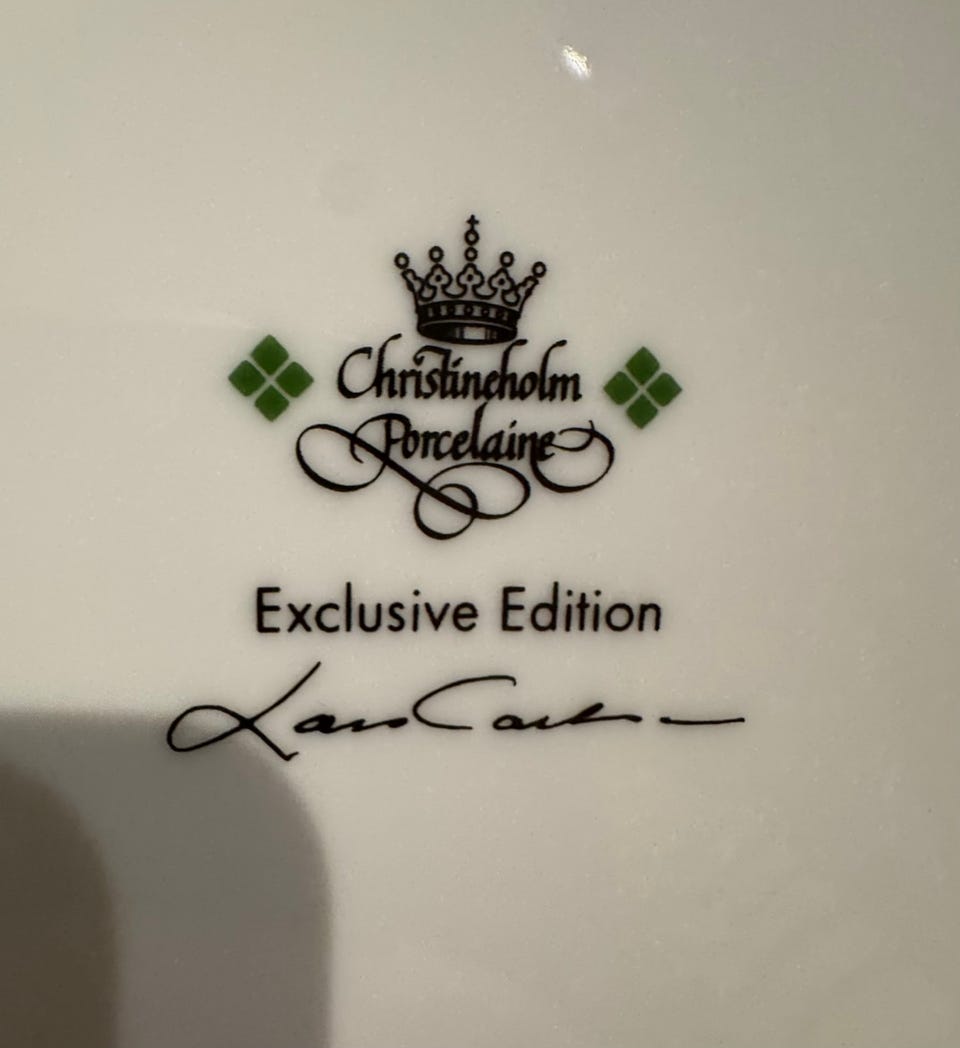 Christineholm
Porcelaine
Exclusive Edition